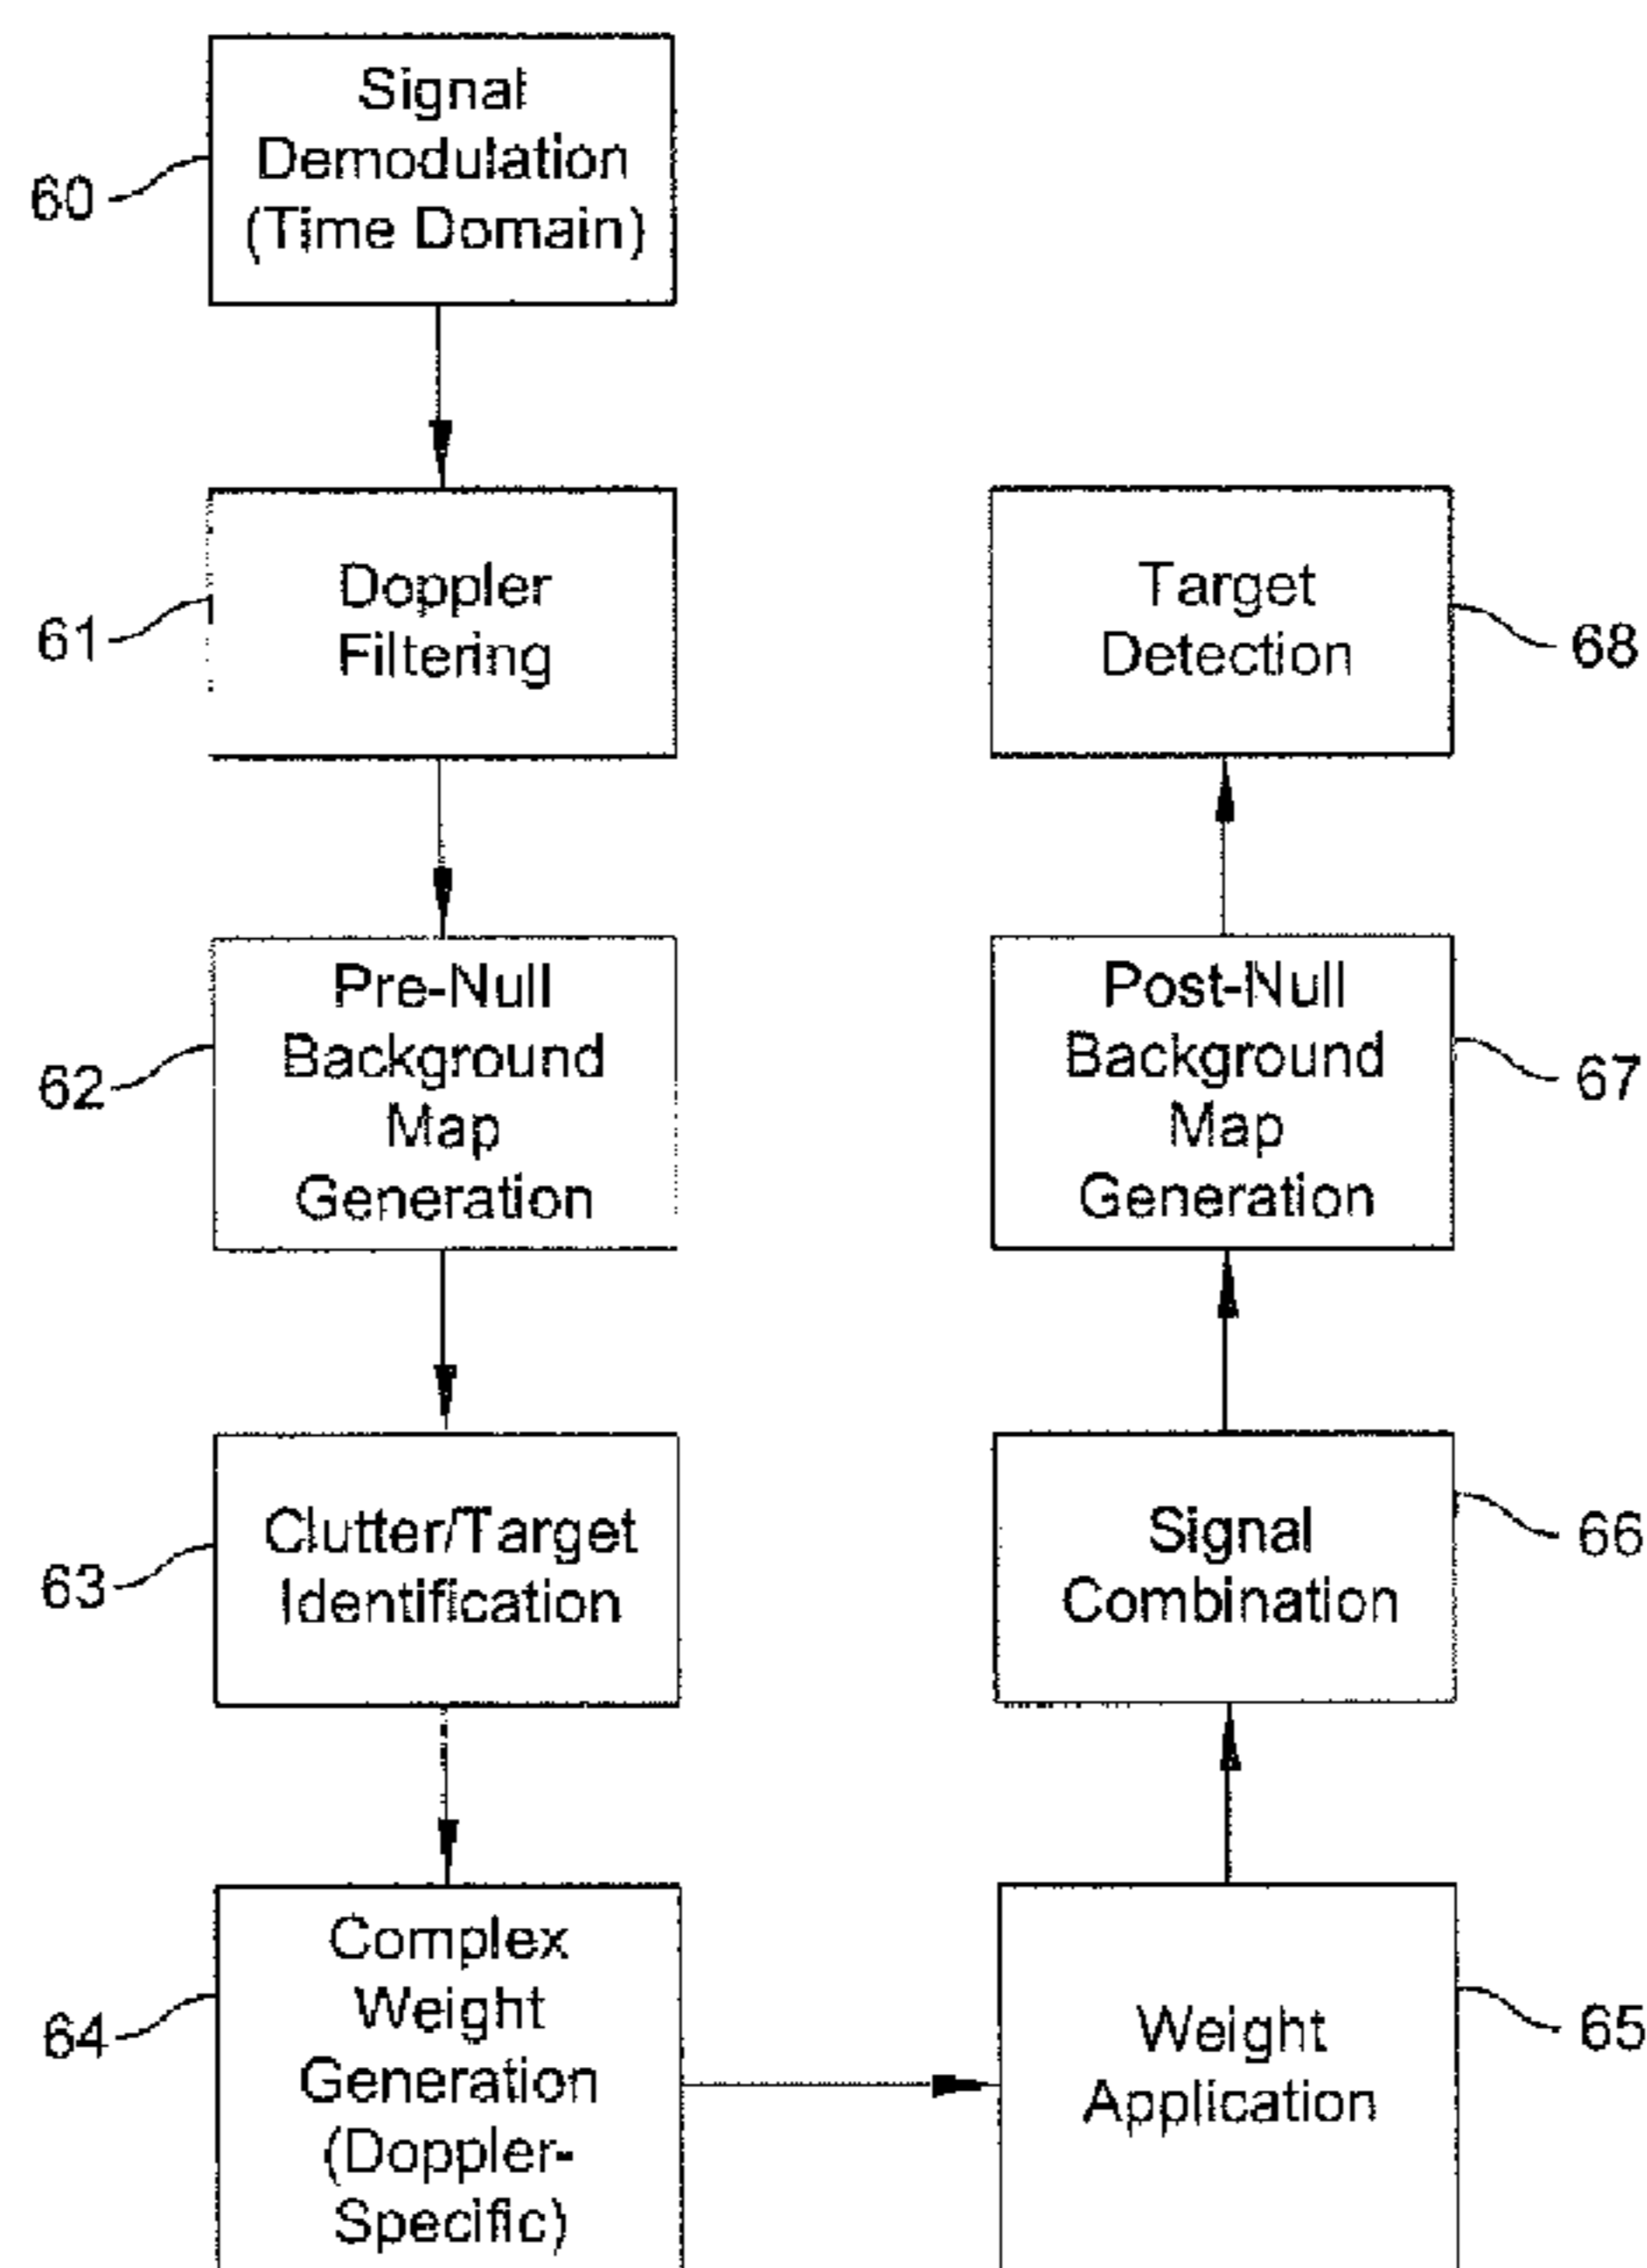 Signal
Demodulation
(Time Domain)
60
Doppler
Filtering
61
Pre-Null
Background
Map
Generation
62
Clutter/Target
Identification
63
Complex
Weight
Generation
(Doppler-
Specific)
64
Weight
Application
65
Signal
Combination
66
Post-Null
Background
Map
Generation
67
Target
Detection
68